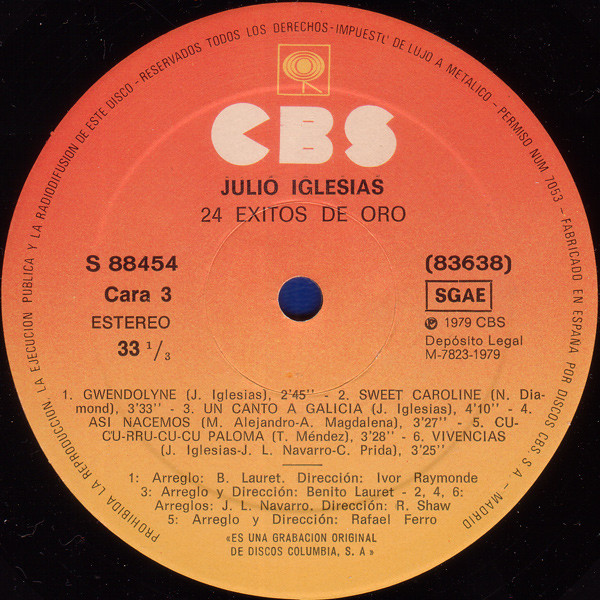 PROHIBIDA LA REPRODUCCION, LA EJECUCION PUBLICA Y LA RADIODIFUSION DE ESTE DISCO - RESERVADOS TODOS LOS DERECHOS - IMPUESTº DE LUJO A METALICO - PERMISO NUM. 7053 - FABRICADO EN ESPAÑA POR DISCOS CBS. S. A - MADRID
CBS
JULIO IGLESIAS
24 EXITOS DE ORO
S 88454
Cara 3
ESTEREO
33 1/3
(83638)
SGAE
Ⓟ 1979 CBS
Depósito Legal
M-7823-1979
1. GWENDOLYNE (J. Iglesias), 2'45'' - 2. SWEET CAROLINE (N. Dia-
mond), 3'33'' - 3. UN CANTO A GALICIA (J. Iglesias), 4'10'' - 4.
ASI NACEMOS (M. Alejandro-A. Magdalena), 3'27'' - 5. CU-
CU-RRU-CU-CU PALOMA (T. Méndez), 3'28'' - 6. VIVENCIAS
(J. Iglesias-J. L. Navarro-C. Prida), 3'25''
1: Arreglo: B. Lauret. Dirección: Ivor Raymonde
3: Arreglo y Dirección: Benito Lauret - 2, 4, 6:
Arreglos: J. L. Navarro. Dirección: R. Shaw
5: Arreglo y Dirección: Rafael Ferro
«ES UNA GRABACION ORIGINAL
DE DISCOS COLUMBIA, S. A.»